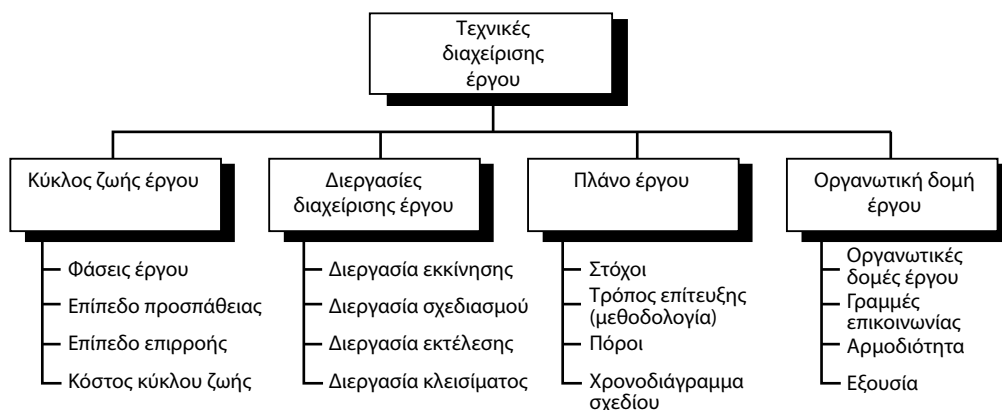 Τεχνικές
διαχείρισης
έργου
Κύκλος ζωής έργου
Φάσεις έργου
Επίπεδο προσπάθειας
Επίπεδο επιρροής
Κόστος κύκλου ζωής
Διεργασίες
διαχείρισης έργου
Διεργασία εκκίνησης
Διεργασία σχεδιασμού
Διεργασία εκτέλεσης
Διεργασία κλεισίματος
Πλάνο έργου
Στόχοι
Τρόπος επίτευξης
(μεθοδολογία)
Πόροι
Χρονοδιάγραμμα
σχεδίου
Οργανωτική δομή
έργου
Οργανωτικές
δομές έργου
Γραμμές
επικοινωνίας
Αρμοδιότητα
Εξουσία